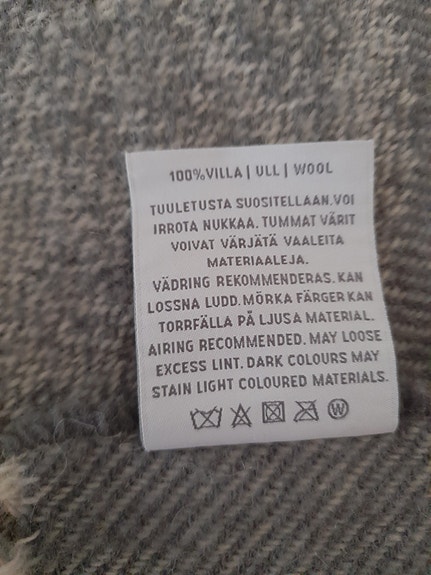 100%VILLA | ULL | WOOL
TUULETUSTA SUOSITELLAAN.VOI
IRROTA NUKKAA. TUMMAT VÄRIT
VOIVAT VÄRJÄTÄ VAALEITA
MATERIAALEJA.
VÄDRING REKOMMENDERAS. KAN
LOSSNA LUDD. MÖRKA FÄRGER KAN
TORRFÄLLA PÅ LJUSA MATERIAL.
AIRING RECOMMENDED. MAY LOOSE
EXCESS LINT. DARK COLOURS MAY
STAIN LIGHT COLOURED MATERIALS.
W